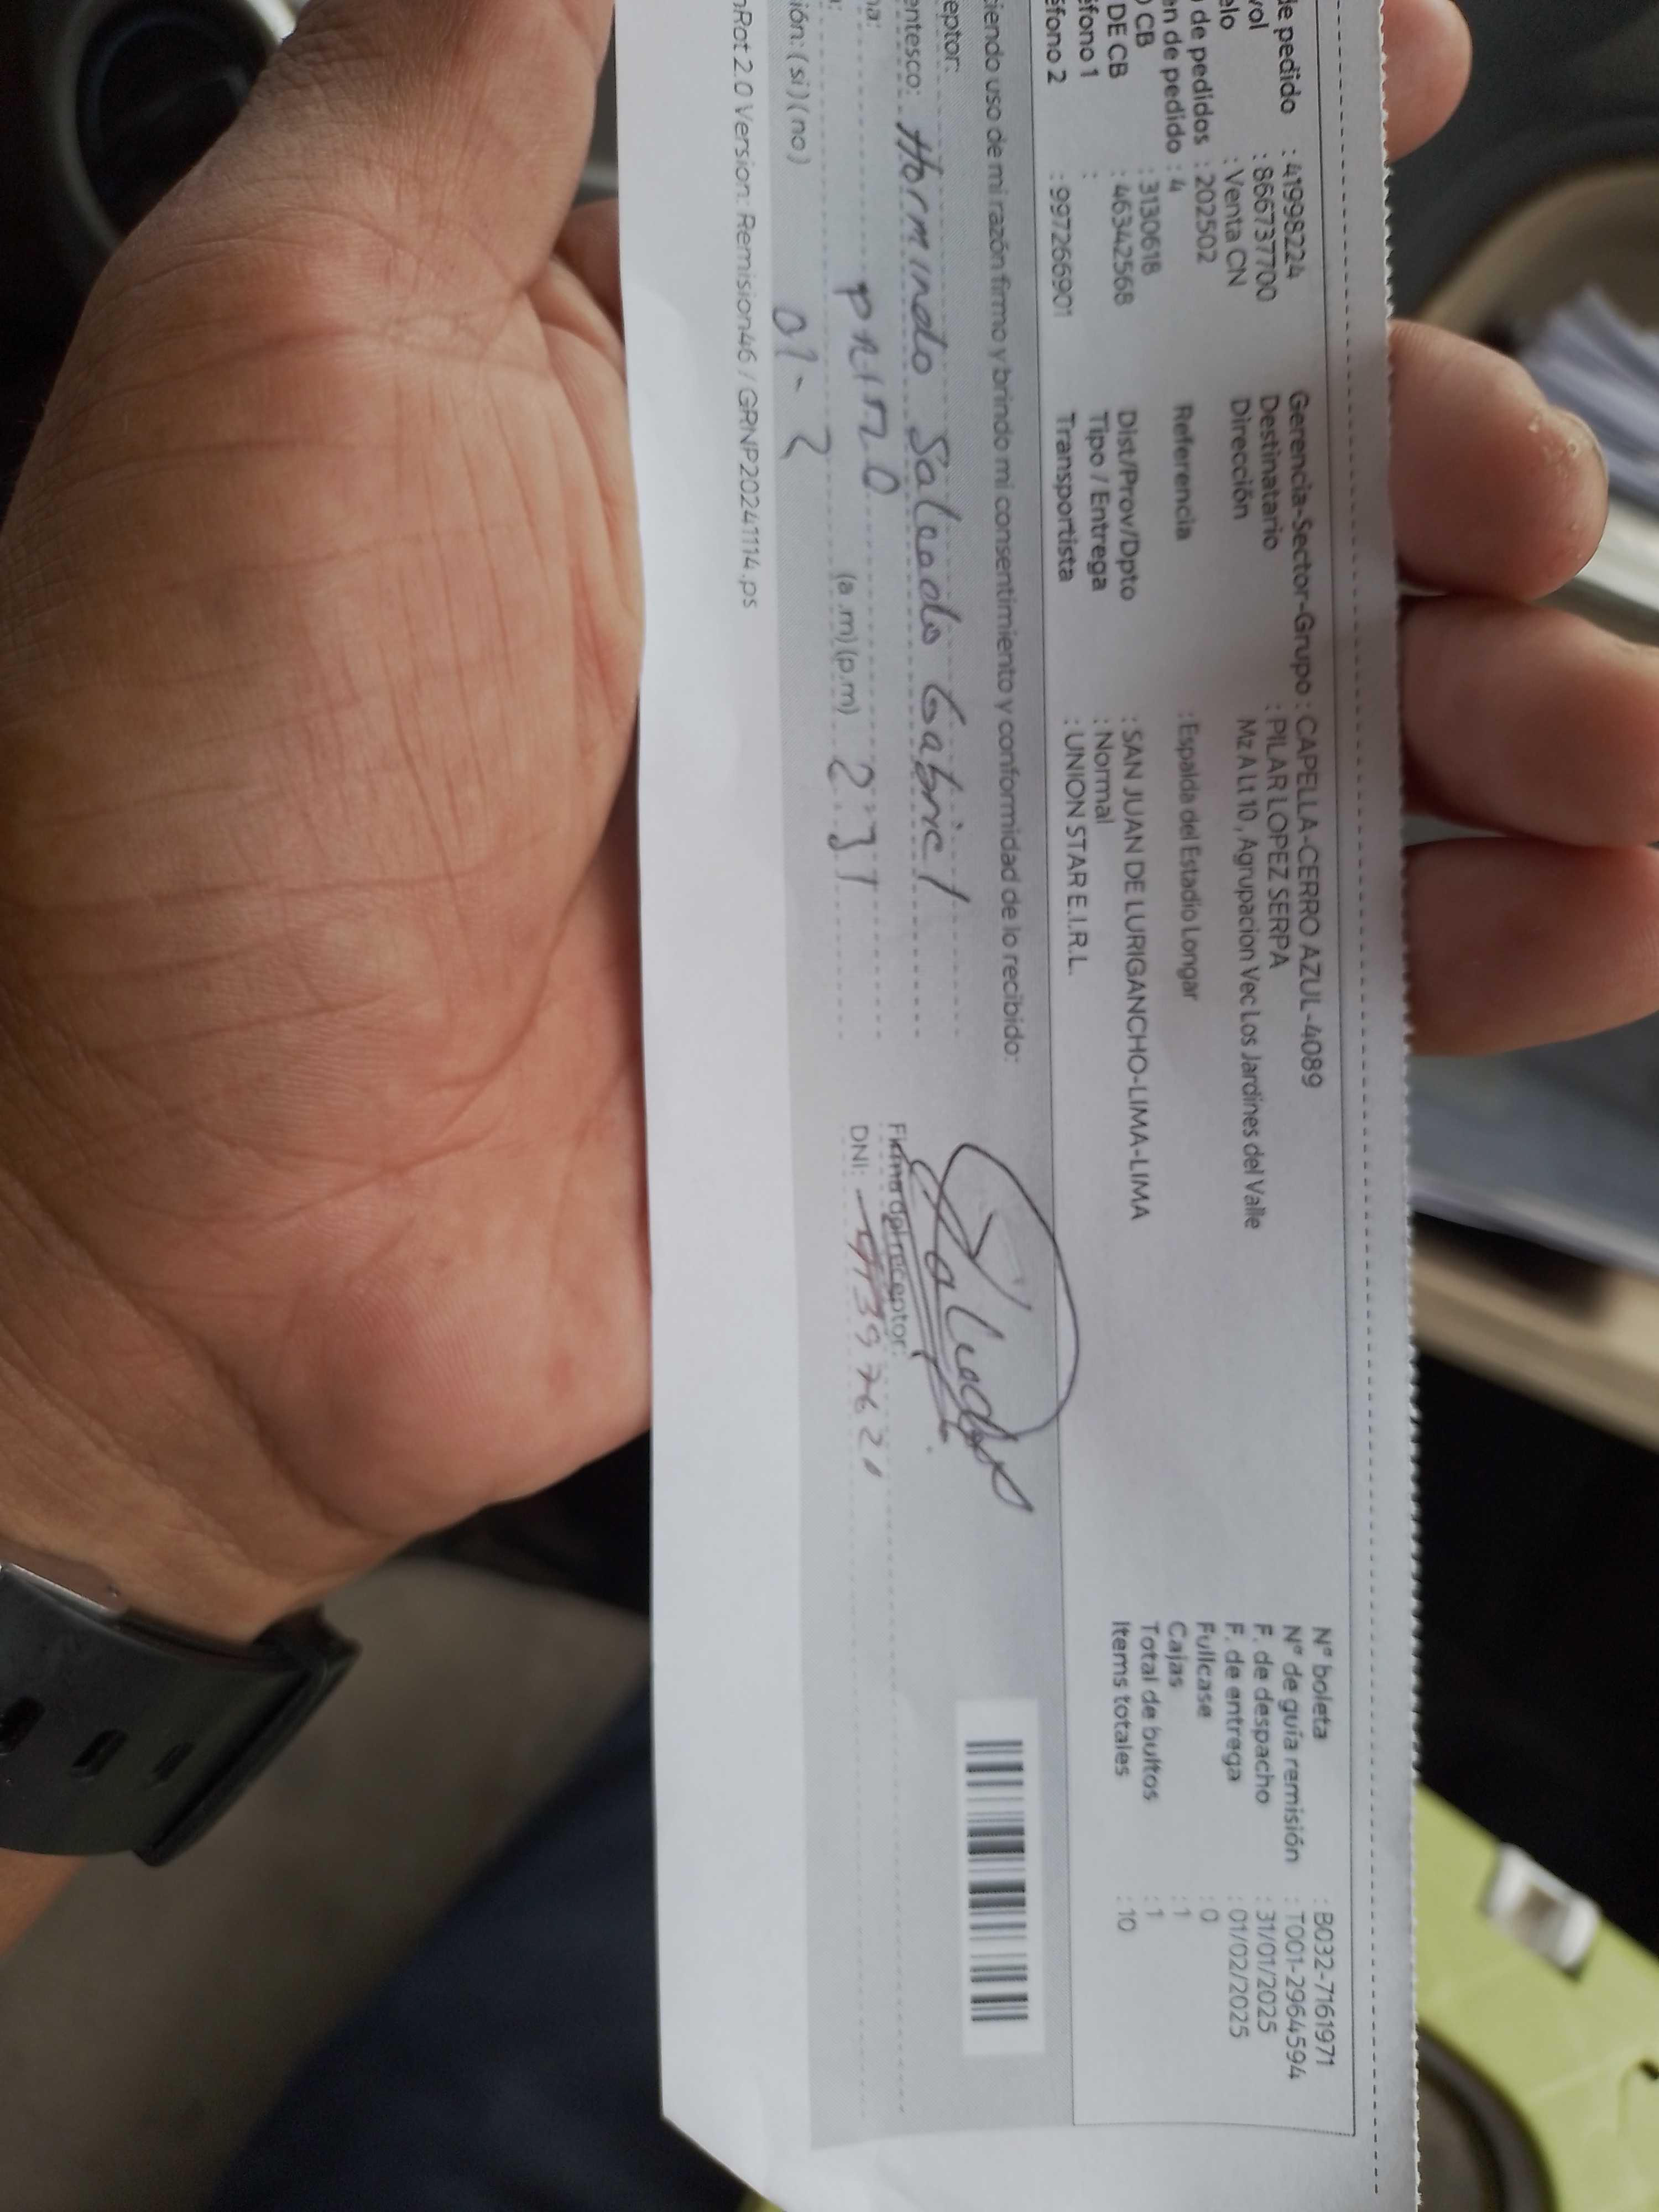 de pedido : 41998224
vol : 866737700
elo : Venta CN
de pedidos : 202502
en de pedido : 4
CB : 3130618
DE CB : 46342568
éfono 1 :
éfono 2 : 997266901
Gerencia-Sector-Grupo : CAPELLA-CERRO AZUL-4089
Destinatario : PILAR LOPEZ SERPA
Dirección Mz A Lt 10 , Agrupacion Vec Los Jardines del Valle
Referencia : Espalda del Estadio Longar
Dist/Prov/Dpto : SAN JUAN DE LURIGANCHO-LIMA-LIMA
Tipo / Entrega : Normal
Transportista : UNION STAR E.I.R.L.
N° boleta : B032-7161971
N° de guía remisión : T001-2964594
F. de despacho : 31/01/2025
F. de entrega : 01/02/2025
Fullcase : 0
Cajas : 1
Total de bultos : 1
Items totales : 10
ciendo uso de mi razón firmo y brindo mi consentimiento y conformidad de lo recibido:
eptor: Hormindo Salcedo Gabriel
entesco:
na:
(a .m) (p.m)
01-2
ión: (si) (no)
Firma del receptor:
DNI:
nRot 2.0 Version: Remision46 / GRNP20241114.ps